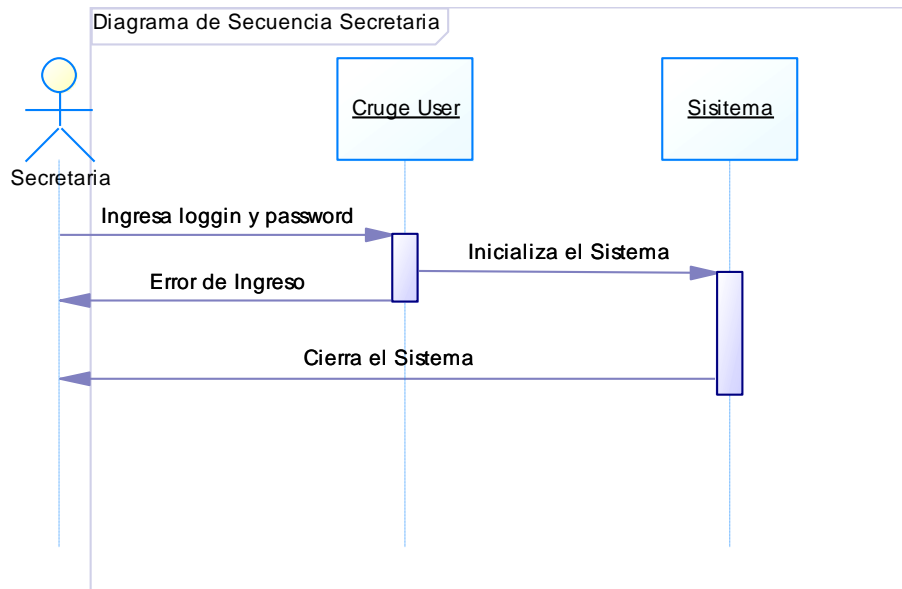 Diagrama de Secuencia Secretaria
Cruge User
Sisitema
Secretaria
Ingresa loggin y password
Inicializa el Sistema
Error de Ingreso
Cierra el Sistema